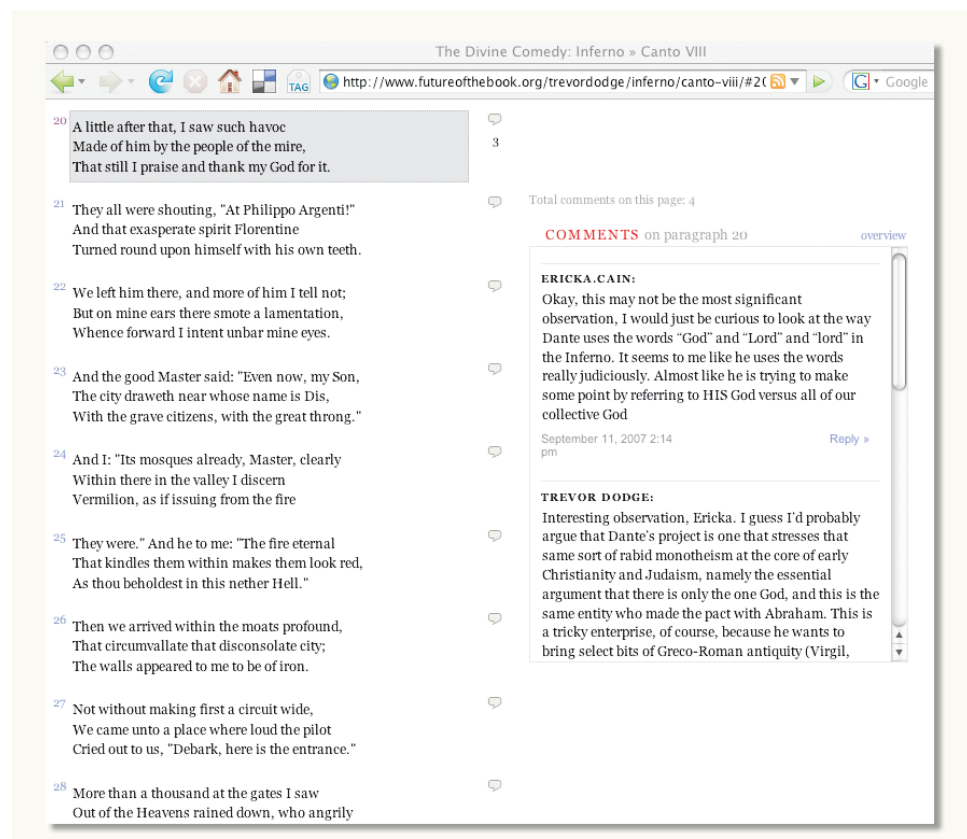 The Divine Comedy: Inferno » Canto VIII
TAG
http://www.futureofthebook.org/trevordodge/inferno/canto-viii/#2(
G
Google
20
A little after that, I saw such havoc
Made of him by the people of the mire,
That still I praise and thank my God for it.
3
21
They all were shouting, "At Philippo Argenti!"
And that exasperate spirit Florentine
Turned round upon himself with his own teeth.
22
We left him there, and more of him I tell not;
But on mine ears there smote a lamentation,
Whence forward I intent unbar mine eyes.
23
And the good Master said: "Even now, my Son,
The city draweth near whose name is Dis,
With the grave citizens, with the great throng."
24
And I: "Its mosques already, Master, clearly
Within there in the valley I discern
Vermilion, as if issuing from the fire
25
They were." And he to me: "The fire eternal
That kindles them within makes them look red,
As thou beholdest in this nether Hell."
26
Then we arrived within the moats profound,
That circumvallate that disconsolate city;
The walls appeared to me to be of iron.
27
Not without making first a circuit wide,
We came unto a place where loud the pilot
Cried out to us, "Debark, here is the entrance."
28
More than a thousand at the gates I saw
Out of the Heavens rained down, who angrily
Total comments on this page: 4
COMMENTS on paragraph 20
overview
ERICKA.CAIN:
Okay, this may not be the most significant
observation, I would just be curious to look at the way
Dante uses the words “God” and “Lord” and “lord” in
the Inferno. It seems to me like he uses the words
really judiciously. Almost like he is trying to make
some point by referring to HIS God versus all of our
collective God
September 11, 2007 2:14
pm
Reply »
TREVOR DODGE:
Interesting observation, Ericka. I guess I’d probably
argue that Dante’s project is one that stresses that
same sort of rabid monotheism at the core of early
Christianity and Judaism, namely the essential
argument that there is only the one God, and this is the
same entity who made the pact with Abraham. This is
a tricky enterprise, of course, because he wants to
bring select bits of Greco-Roman antiquity (Virgil,